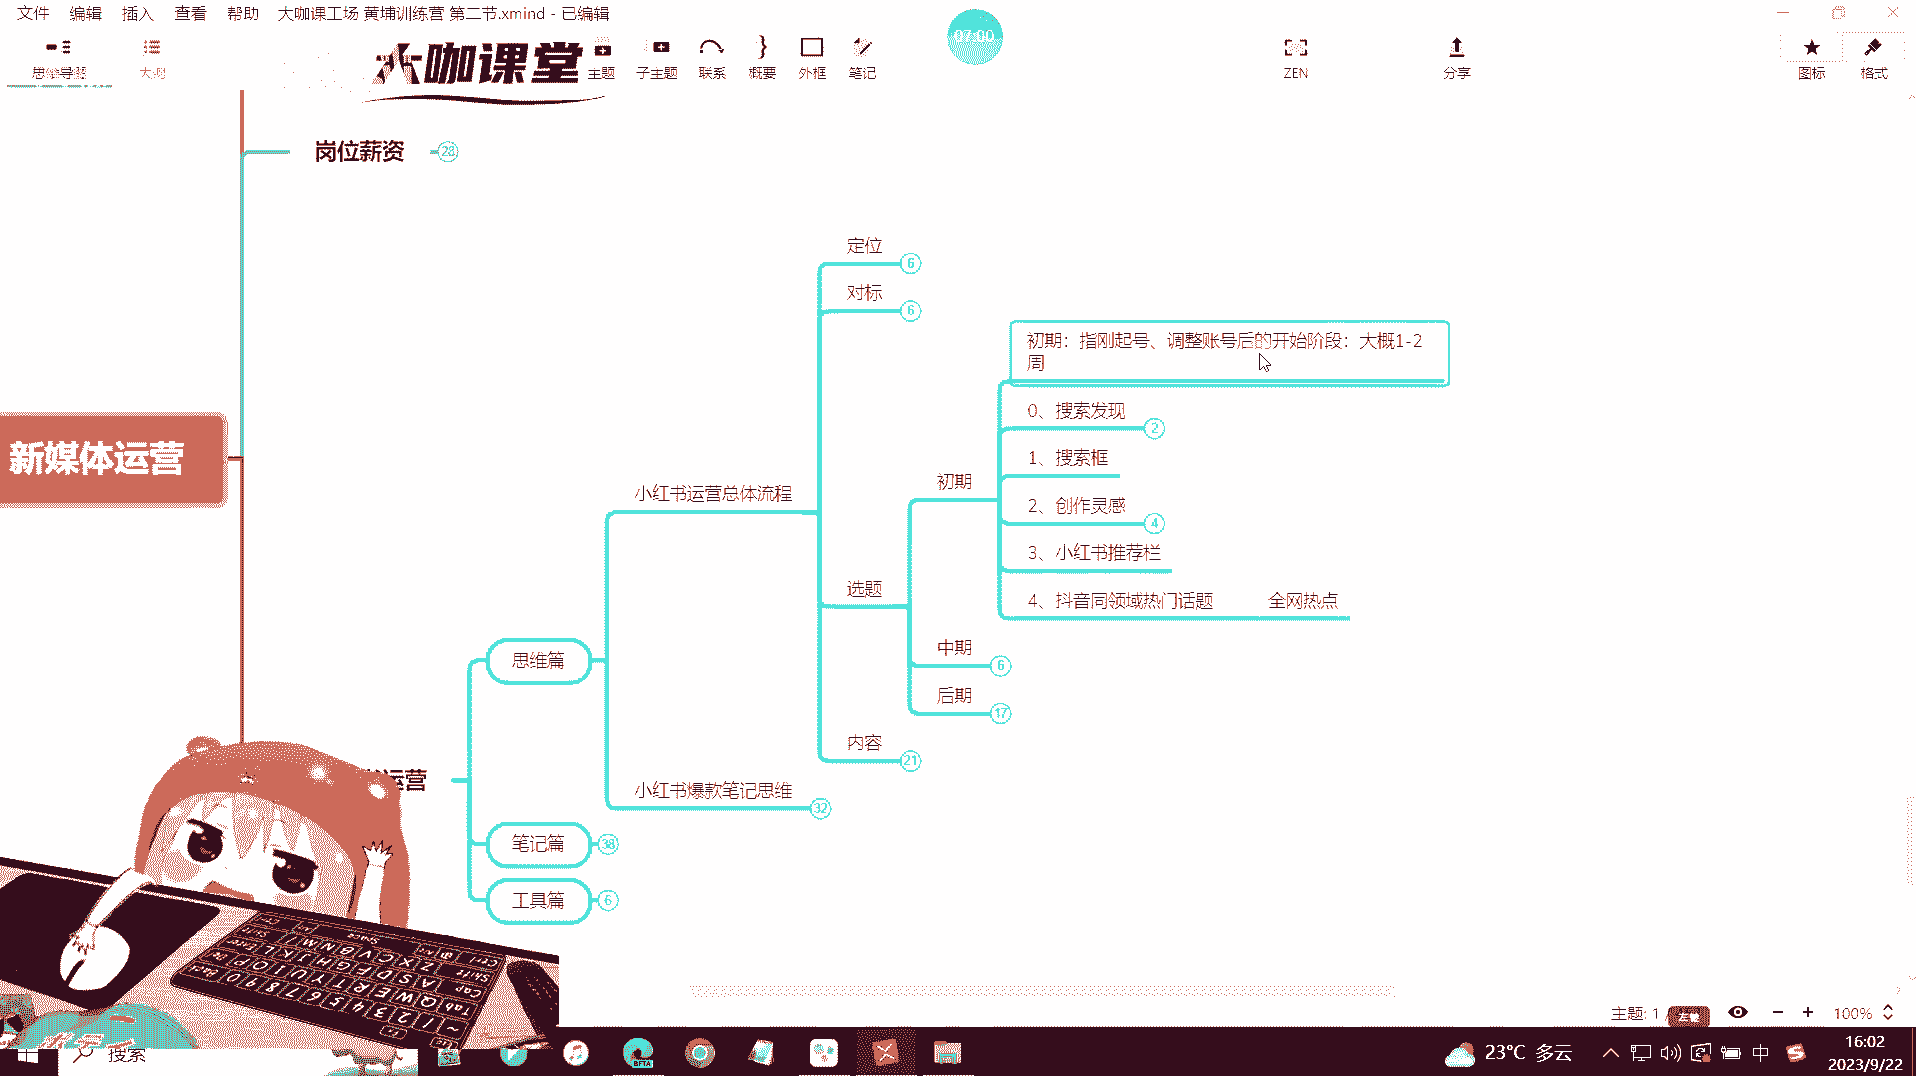 文件 编辑 插入 查看 帮助 大咖课工场 黄埔训练营 第二节.xmind - 已编辑
思维导图 大纲 大咖课堂 主题 子主题 联系 概要 外框 笔记 07:00 ZEN 分享 图标 格式
岗位薪资 28
定位 6
对标 6
初期：指刚起号、调整账号后的开始阶段：大概1-2
周
0、搜索发现 2
1、搜索框
初期
小红书运营总体流程
2、创作灵感 4
3、小红书推荐栏
选题
4、抖音同领域热门话题 全网热点
新媒体运营
中期 6
思维篇
后期 17
内容 21
运营
小红书爆款笔记思维 32
笔记篇 38
工具篇 6
主题: 1 /
100%
搜索
BETA
23°C 多云
中
16:02
2023/9/22